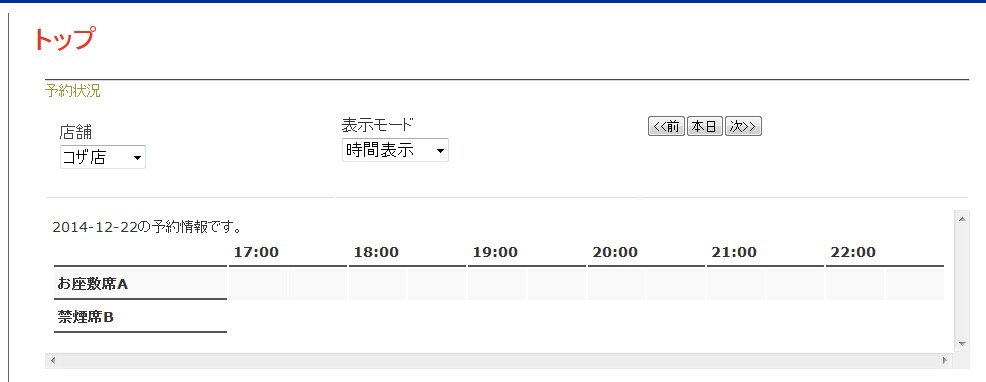 トップ
予約状況
店舗
コザ店
表示モード
時間表示
<<前 本日 次>>
2014-12-22の予約情報です。
17:00 18:00 19:00 20:00 21:00 22:00
お座敷席A
禁煙席B